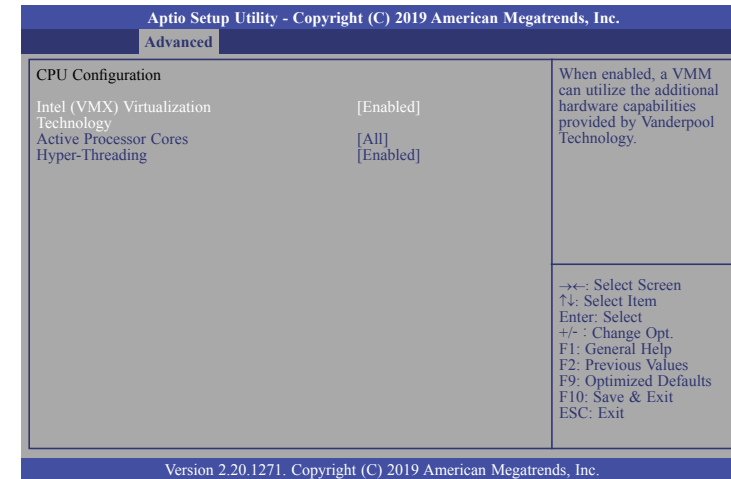 Aptio Setup Utility - Copyright (C) 2019 American Megatrends, Inc.
Advanced
CPU Configuration
Intel (VMX) Virtualization [Enabled]
Technology
Active Processor Cores [All]
Hyper-Threading [Enabled]
When enabled, a VMM
can utilize the additional
hardware capabilities
provided by Vanderpool
Technology.
→←: Select Screen
↑↓: Select Item
Enter: Select
+/- : Change Opt.
F1: General Help
F2: Previous Values
F9: Optimized Defaults
F10: Save & Exit
ESC: Exit
Version 2.20.1271. Copyright (C) 2019 American Megatrends, Inc.